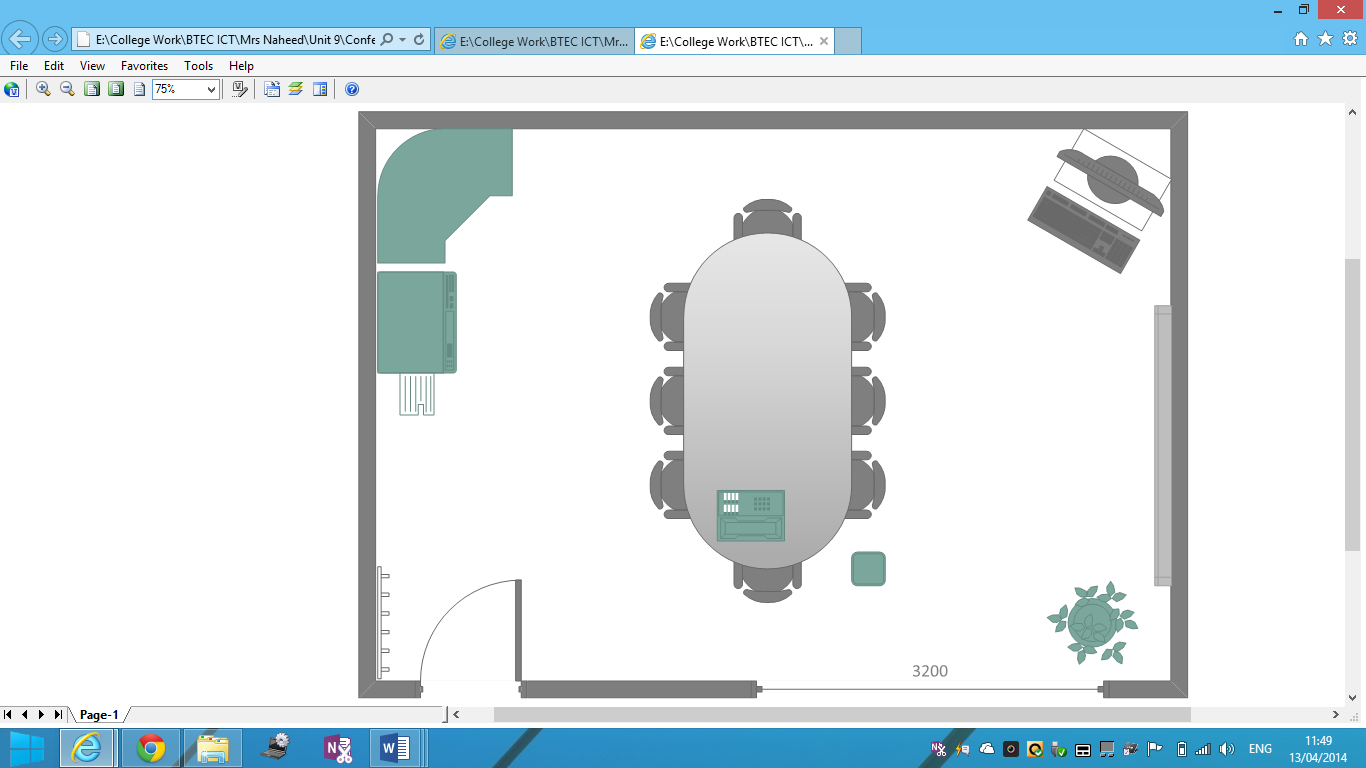 E:\College Work\BTEC ICT\Mrs Naheed\Unit 9\Confe
E:\College Work\BTEC ICT\Mr...
E:\College Work\BTEC ICT\...
File Edit View Favorites Tools Help
75%
3200
Page-1
ENG
11:49
13/04/2014